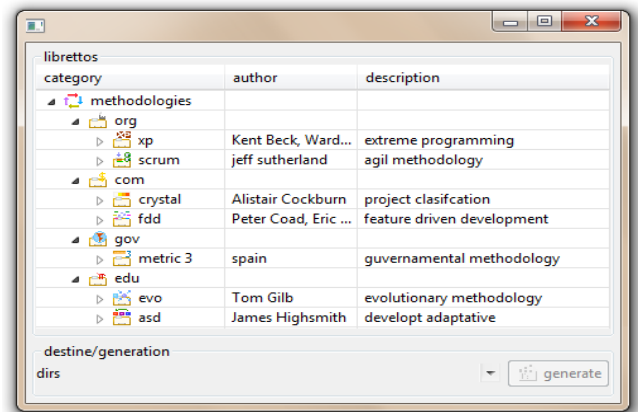 librettos
category author description
methodologies
org
xp Kent Beck, Ward... extreme programming
scrum jeff sutherland agil methodology
com
crystal Alistair Cockburn project clasifcation
fdd Peter Coad, Eric ... feature driven development
gov
metric 3 spain guvernamental methodology
edu
evo Tom Gilb evolutionary methodology
asd James Highsmith developt adaptative
destine/generation
dirs generate